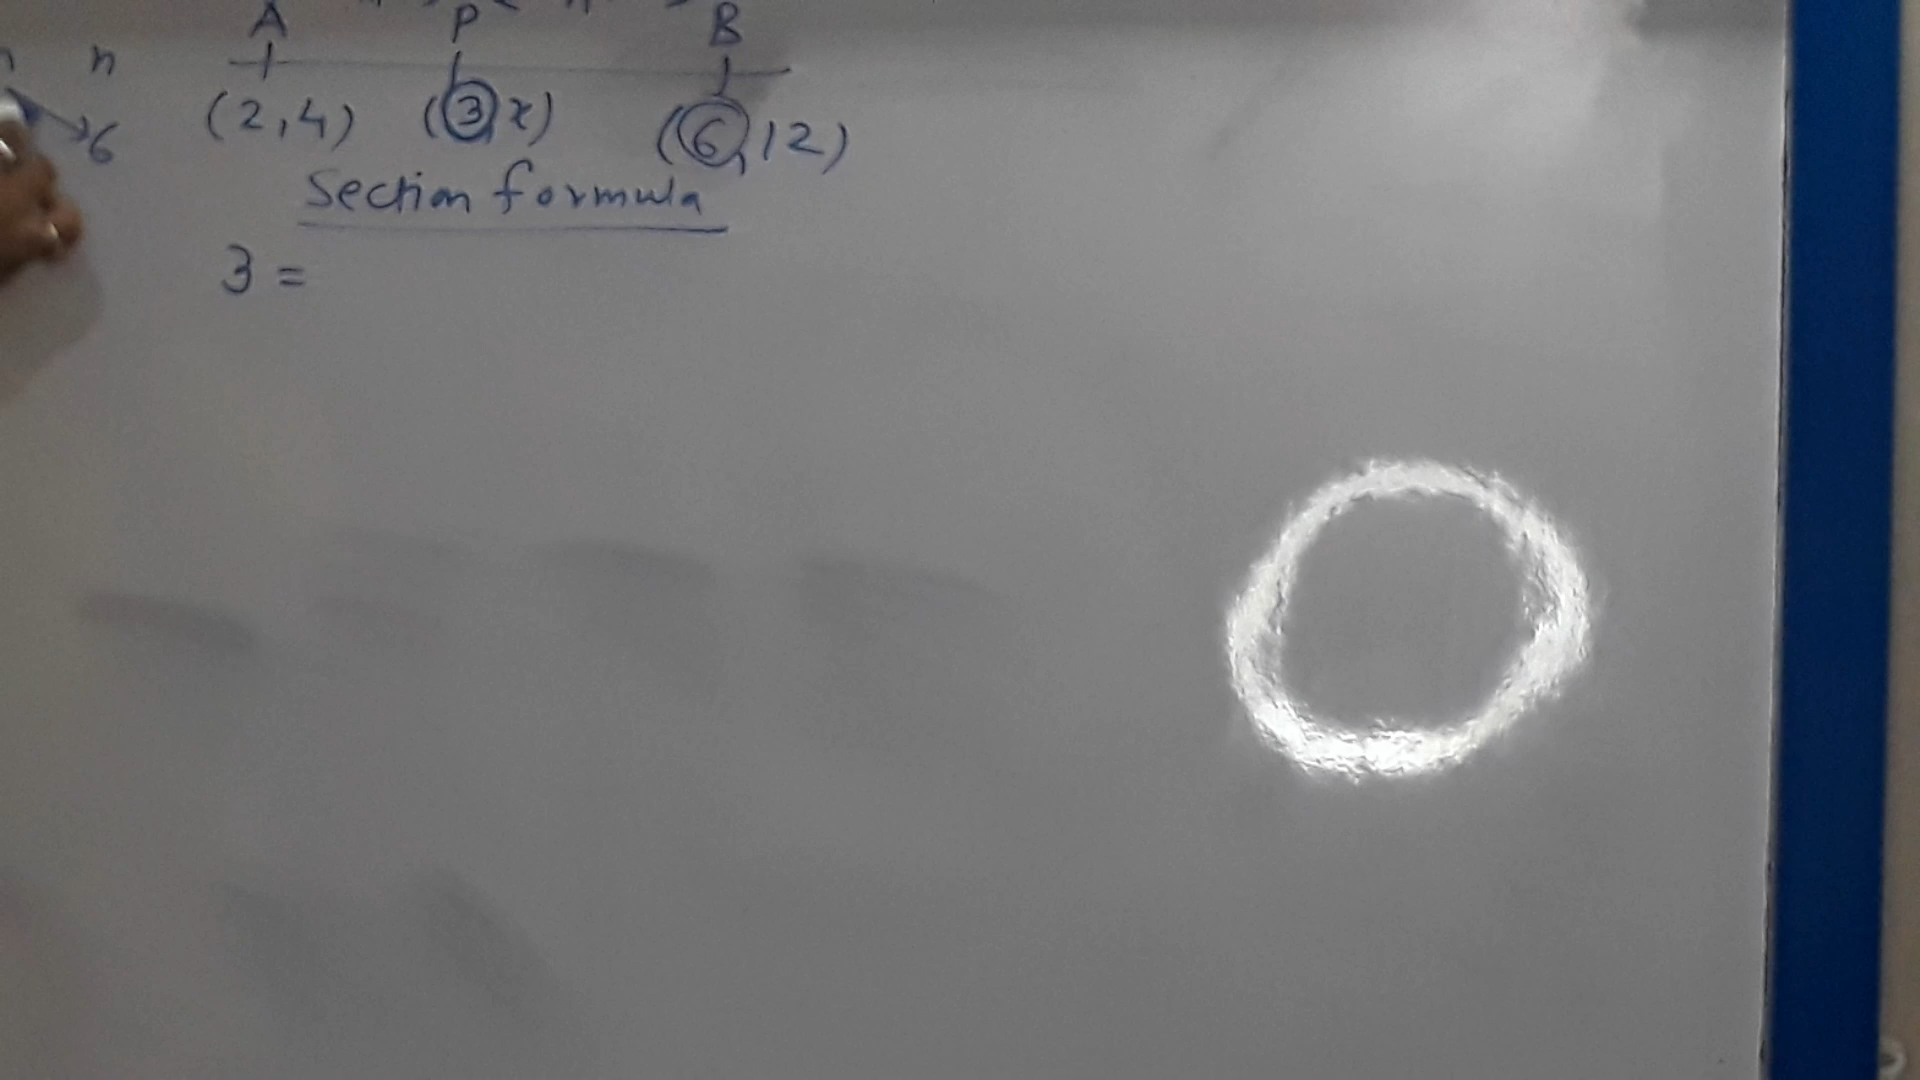 A P B
n
(2,4) (3,x) (6,12)
6
Section formula
3 =